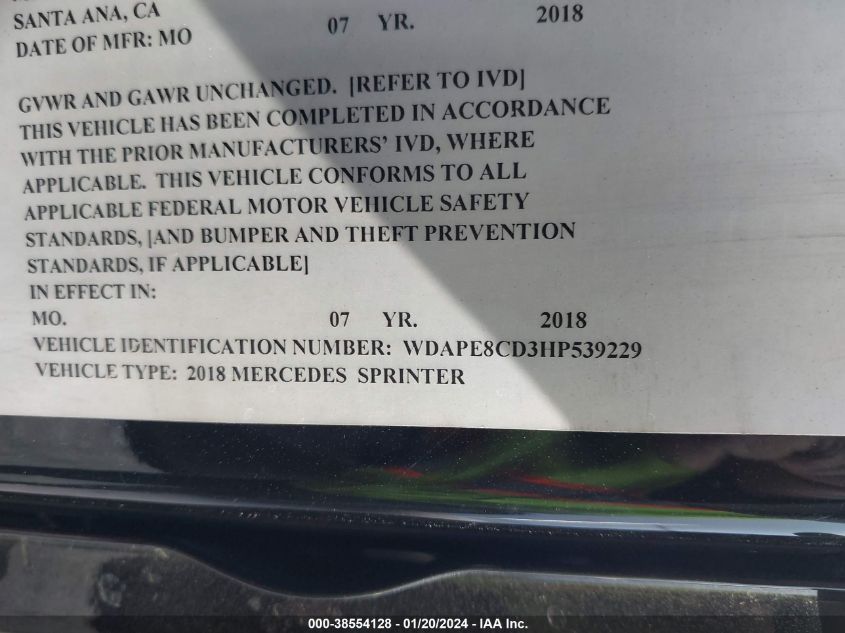 SANTA ANA, CA
DATE OF MFR: MO 07 YR. 2018
GVWR AND GAWR UNCHANGED. [REFER TO IVD]
THIS VEHICLE HAS BEEN COMPLETED IN ACCORDANCE
WITH THE PRIOR MANUFACTURERS' IVD, WHERE
APPLICABLE. THIS VEHICLE CONFORMS TO ALL
APPLICABLE FEDERAL MOTOR VEHICLE SAFETY
STANDARDS, [AND BUMPER AND THEFT PREVENTION
STANDARDS, IF APPLICABLE]
IN EFFECT IN:
MO. 07 YR. 2018
VEHICLE IDENTIFICATION NUMBER: WDAPE8CD3HP539229
VEHICLE TYPE: 2018 MERCEDES SPRINTER
000-38554128 - 01/20/2024 - IAA Inc.